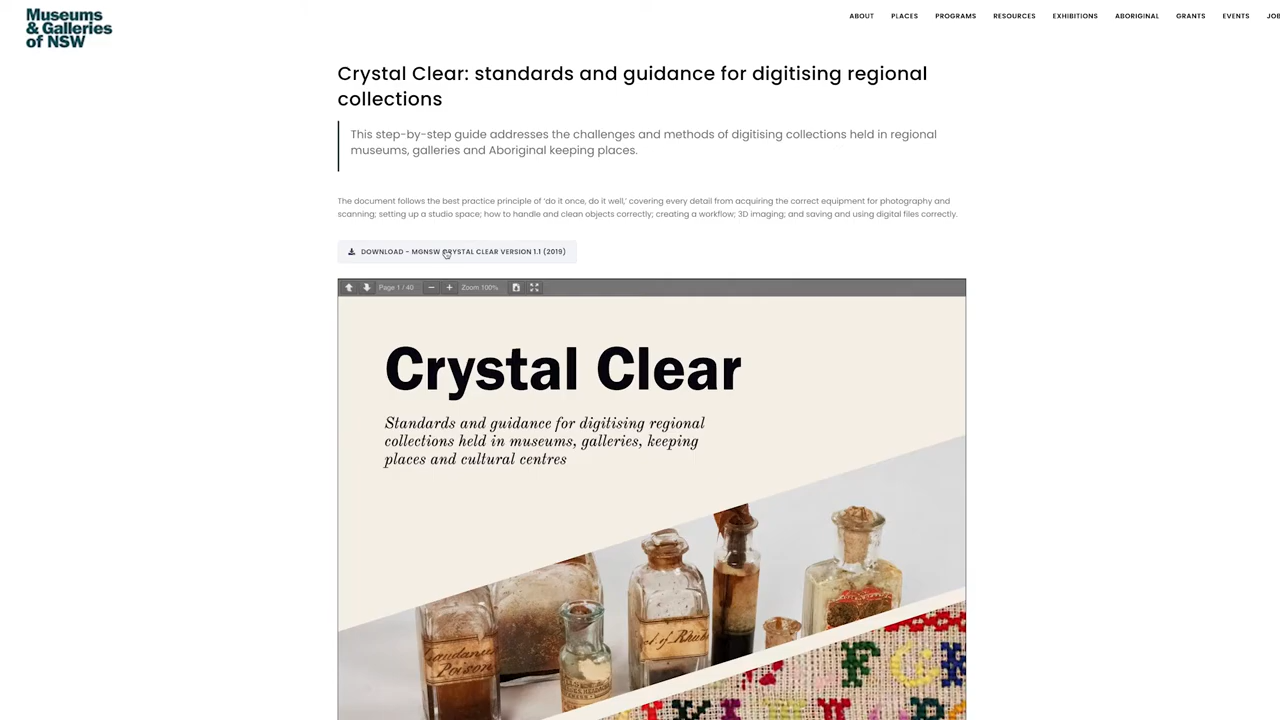 Museums
& Galleries
of NSW
ABOUT PLACES PROGRAMS RESOURCES EXHIBITIONS ABORIGINAL GRANTS EVENTS
Crystal Clear: standards and guidance for digitising regional
collections
This step-by-step guide addresses the challenges and methods of digitising collections held in regional
museums, galleries and Aboriginal keeping places.
The document follows the best practice principle of ‘do it once, do it well,’ covering every detail from acquiring the correct equipment for photography and
scanning; setting up a studio space; how to handle and clean objects correctly; creating a workflow; 3D imaging; and saving and using digital files correctly.
DOWNLOAD - MGNSW CRYSTAL CLEAR VERSION 1.1 (2019)
Page 1 / 40 Zoom 100%
Crystal Clear
Standards and guidance for digitising regional
collections held in museums, galleries, keeping
places and cultural centres
Laudanum
Poison